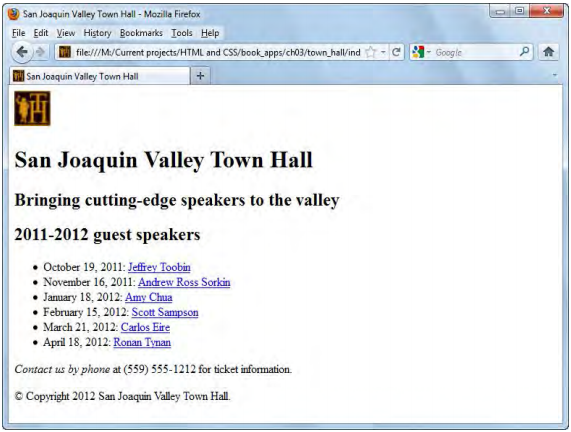 San Joaquin Valley Town Hall - Mozilla Firefox
File Edit View History Bookmarks Tools Help
file:///M:/Current projects/HTML and CSS/book_apps/ch03/town_hall/ind Google
San Joaquin Valley Town Hall +
TH
San Joaquin Valley Town Hall
Bringing cutting-edge speakers to the valley
2011-2012 guest speakers
• October 19, 2011: Jeffrey Toobin
• November 16, 2011: Andrew Ross Sorkin
• January 18, 2012: Amy Chua
• February 15, 2012: Scott Sampson
• March 21, 2012: Carlos Eire
• April 18, 2012: Ronan Tynan
Contact us by phone at (559) 555-1212 for ticket information.
© Copyright 2012 San Joaquin Valley Town Hall.